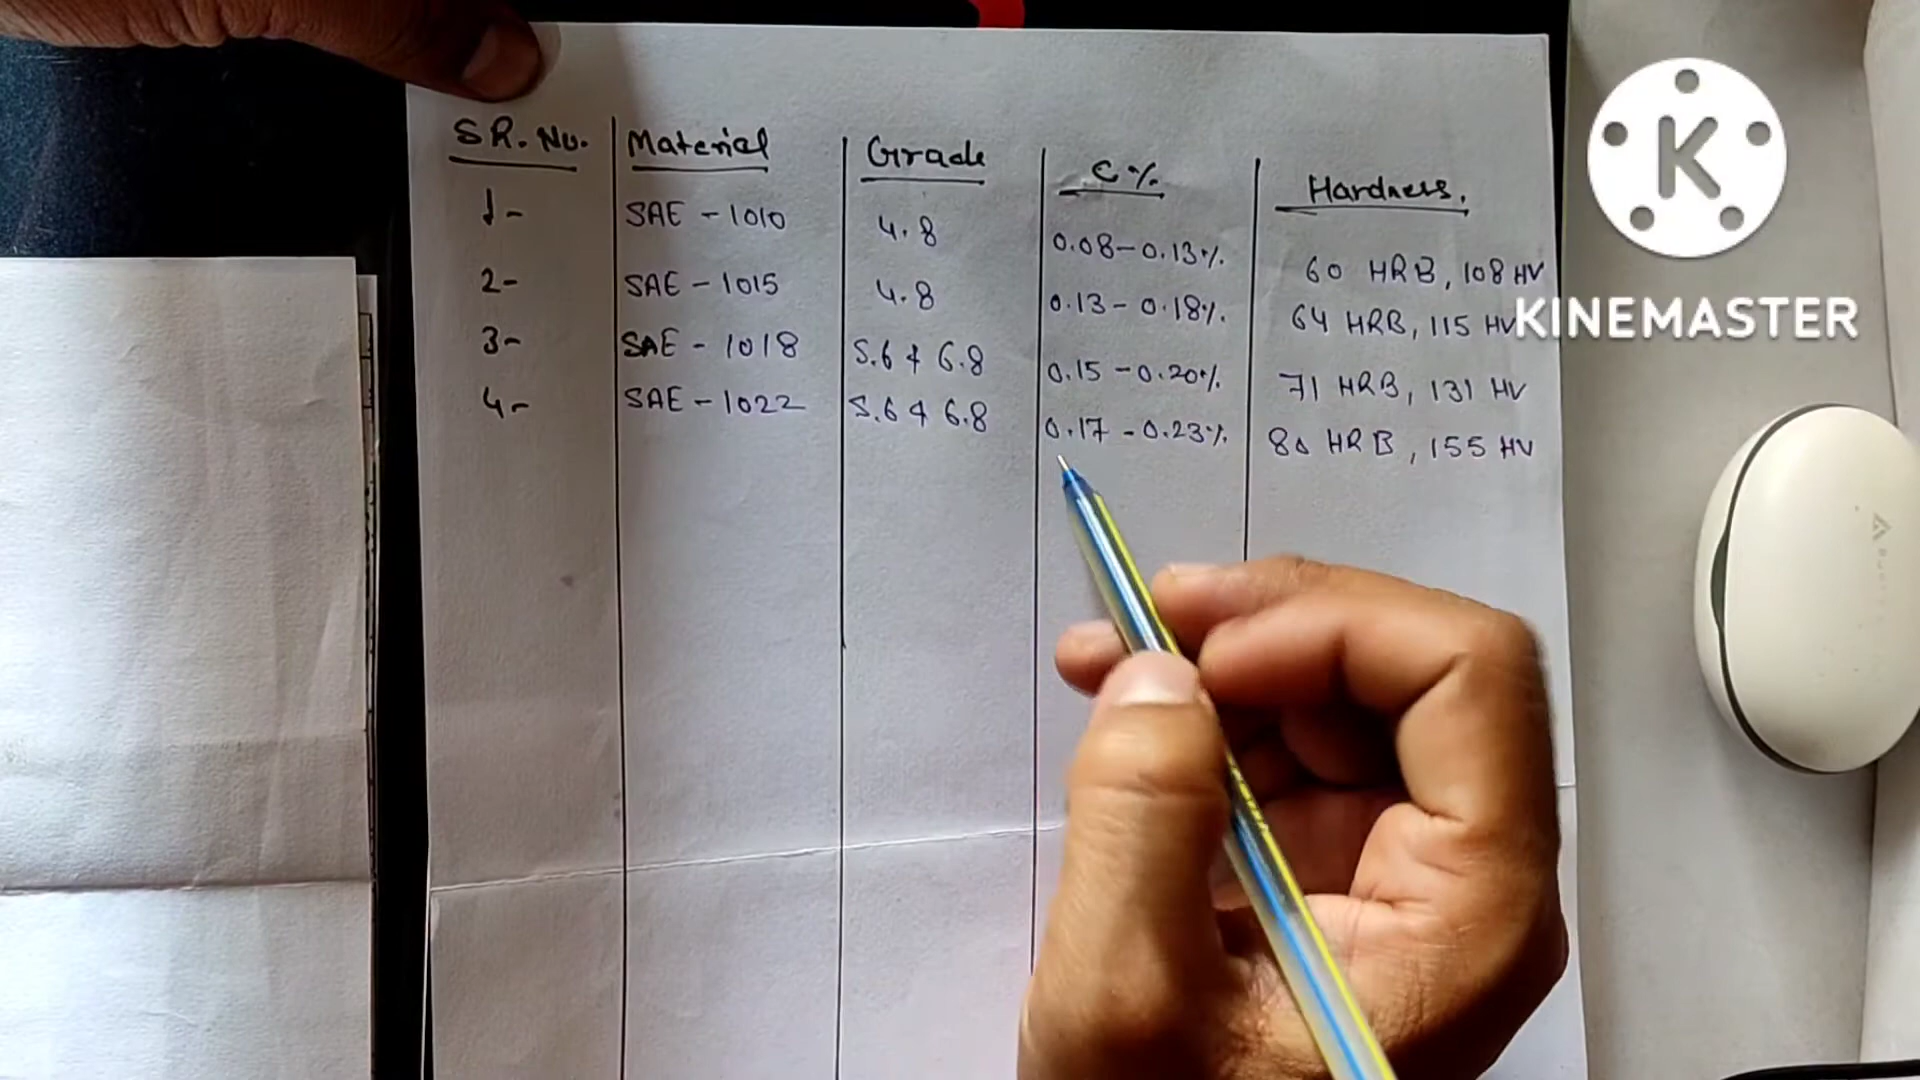 SR. No. Material Grade C% Hardness.
1- SAE - 1010 4.8 0.08-0.13% 60 HRB, 108 HV
2- SAE - 1015 4.8 0.13 - 0.18% 64 HRB, 115 HV
3- SAE - 1018 5.6 & 6.8 0.15 - 0.20% 71 HRB, 131 HV
4- SAE - 1022 5.6 & 6.8 0.17 - 0.23% 80 HRB, 155 HV
K
KINEMASTER